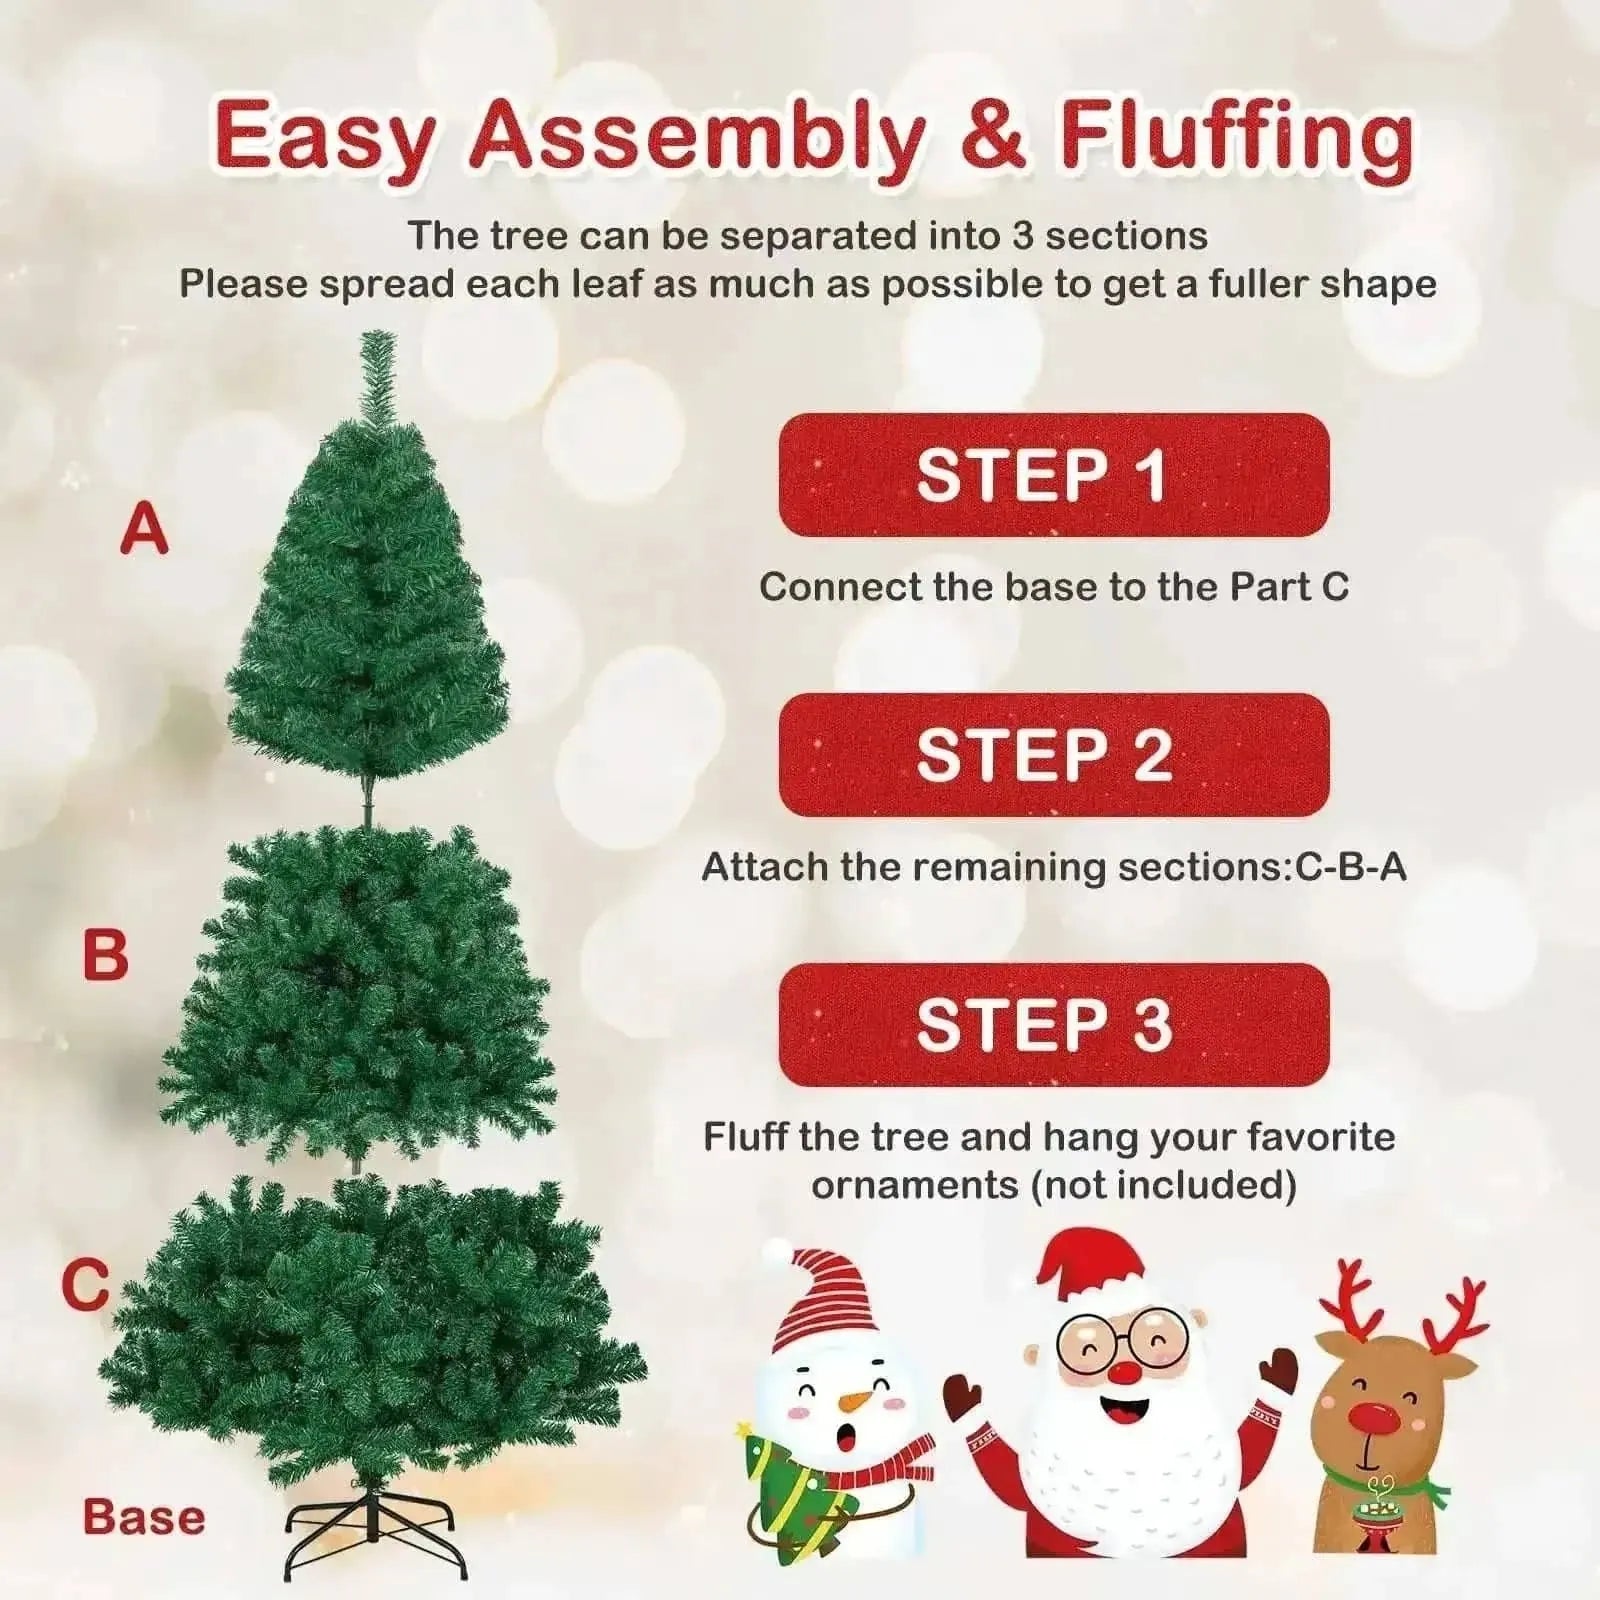 Easy Assembly & Fluffing
The tree can be separated into 3 sections
Please spread each leaf as much as possible to get a fuller shape
A
B
C
Base
STEP 1
Connect the base to the Part C
STEP 2
Attach the remaining sections:C-B-A
STEP 3
Fluff the tree and hang your favorite
ornaments (not included)